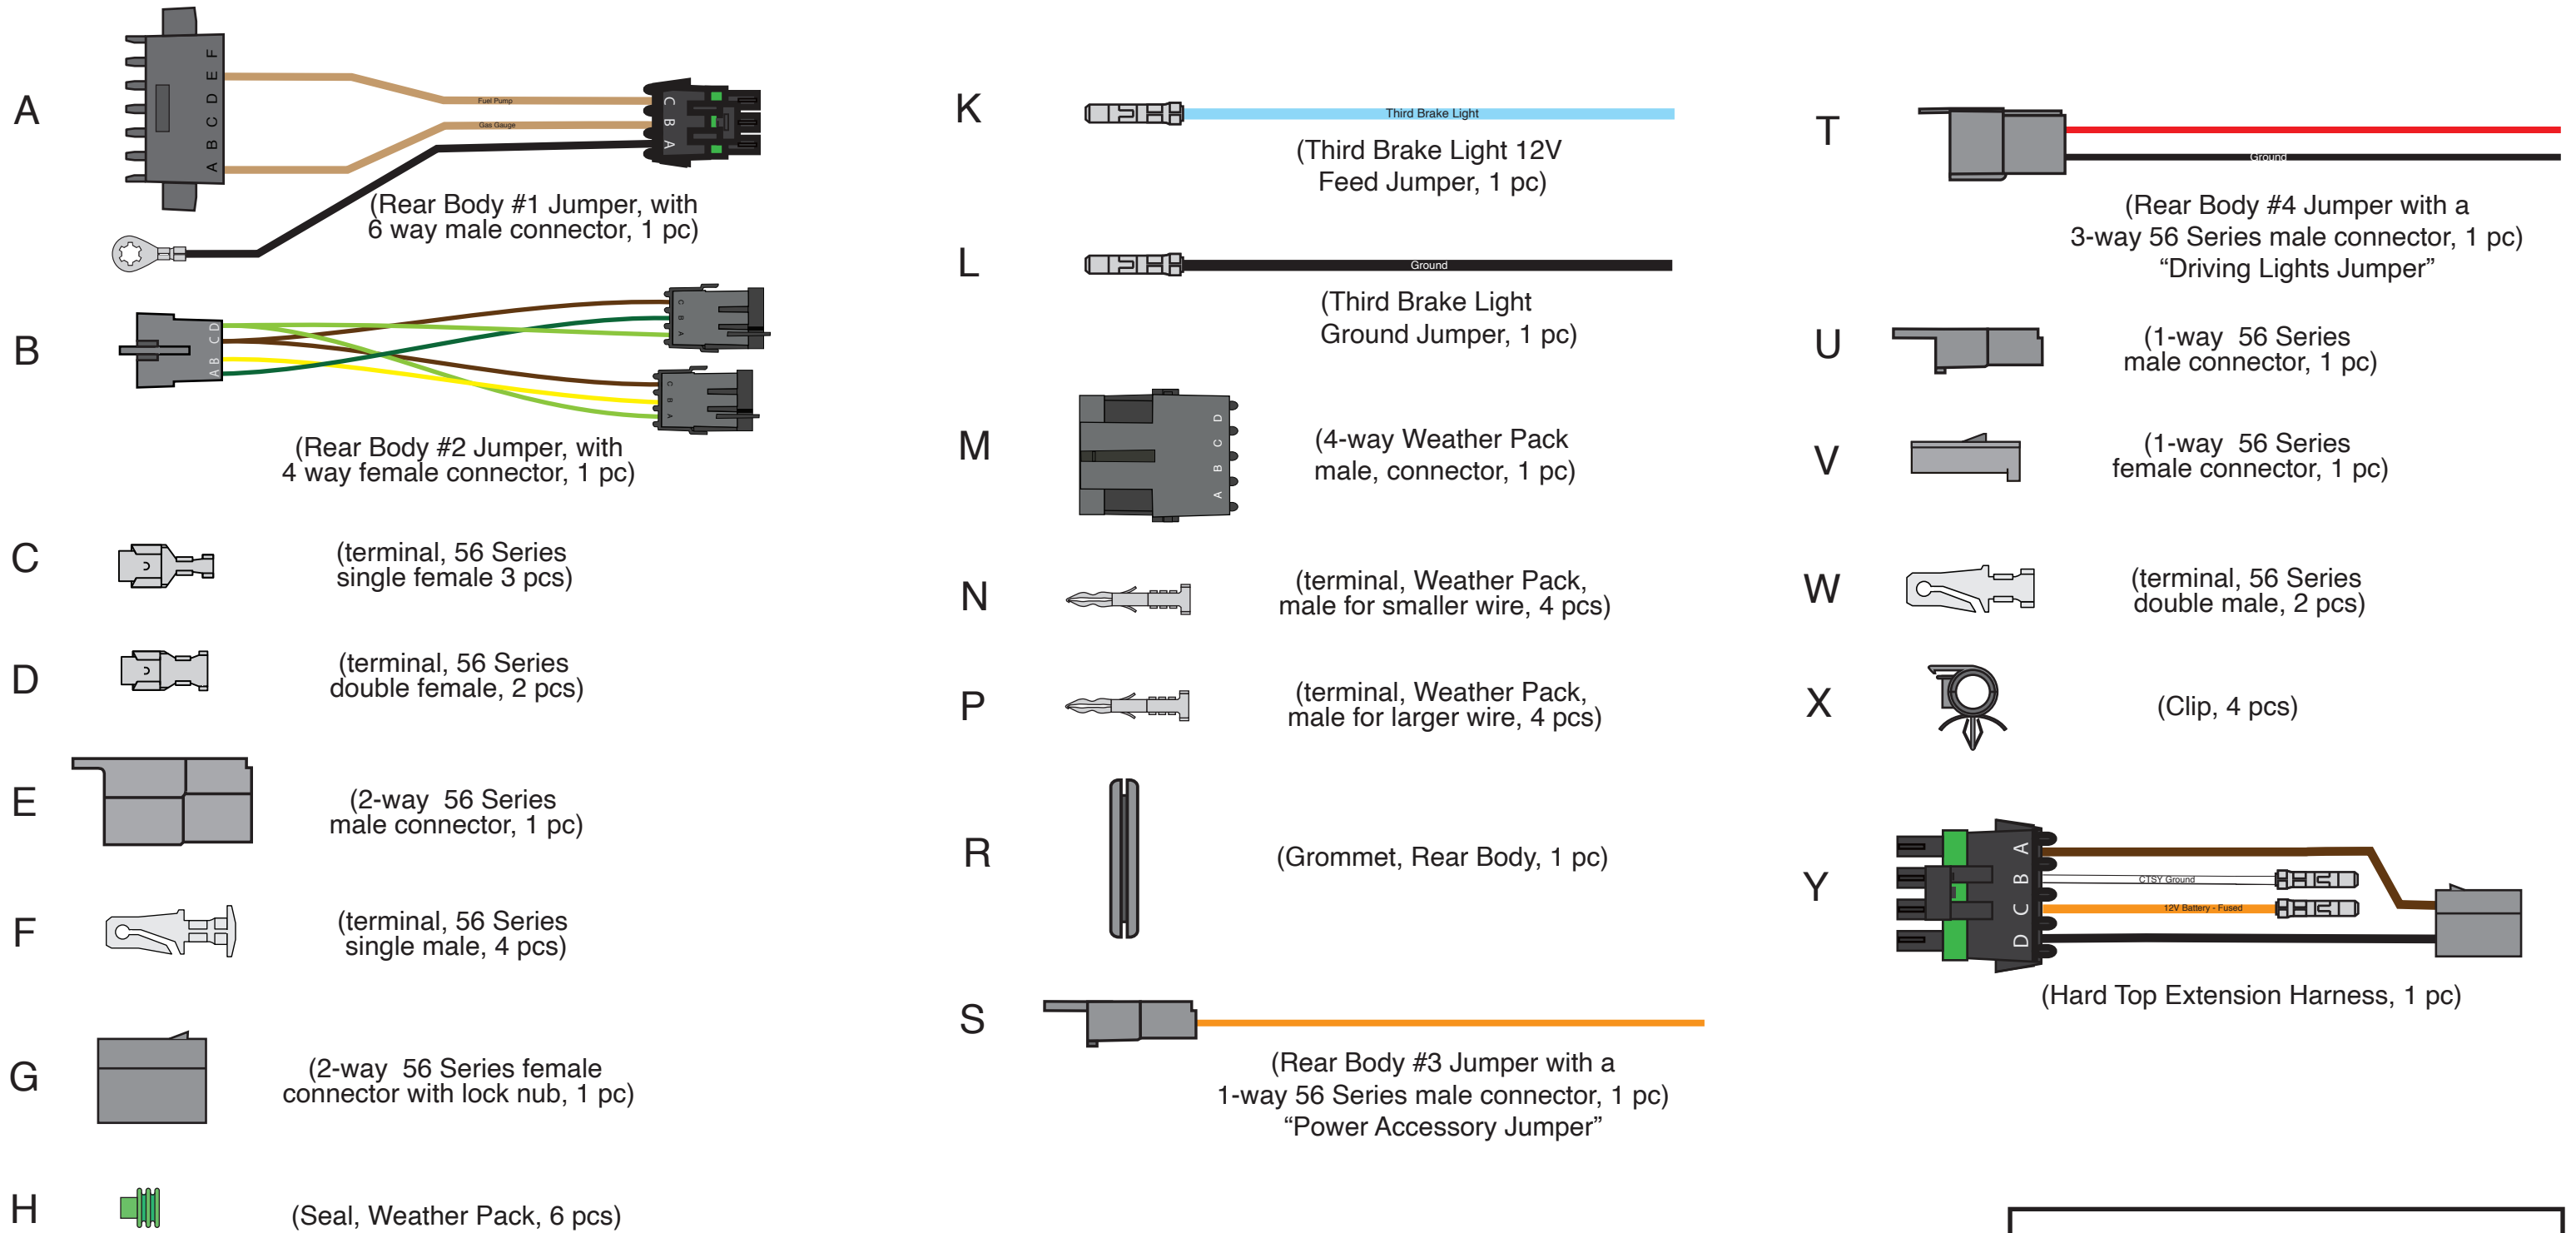 A
A B C D E F
Fuel Pump
Gas Gauge
C B A
(Rear Body #1 Jumper, with
6 way male connector, 1 pc)
B
A B C D
C B A
C B A
(Rear Body #2 Jumper, with
4 way female connector, 1 pc)
C
(terminal, 56 Series
single female 3 pcs)
D
(terminal, 56 Series
double female, 2 pcs)
E
(2-way 56 Series
male connector, 1 pc)
F
(terminal, 56 Series
single male, 4 pcs)
G
(2-way 56 Series female
connector with lock nub, 1 pc)
H
(Seal, Weather Pack, 6 pcs)
K
Third Brake Light
(Third Brake Light 12V
Feed Jumper, 1 pc)
L
Ground
(Third Brake Light
Ground Jumper, 1 pc)
M
A B C D
(4-way Weather Pack
male, connector, 1 pc)
N
(terminal, Weather Pack,
male for smaller wire, 4 pcs)
P
(terminal, Weather Pack,
male for larger wire, 4 pcs)
R
(Grommet, Rear Body, 1 pc)
S
(Rear Body #3 Jumper with a
1-way 56 Series male connector, 1 pc)
“Power Accessory Jumper”
T
Ground
(Rear Body #4 Jumper with a
3-way 56 Series male connector, 1 pc)
“Driving Lights Jumper”
U
(1-way 56 Series
male connector, 1 pc)
V
(1-way 56 Series
female connector, 1 pc)
W
(terminal, 56 Series
double male, 2 pcs)
X
(Clip, 4 pcs)
Y
A B C D
CTSY Ground
12V Battery - Fused
(Hard Top Extension Harness, 1 pc)